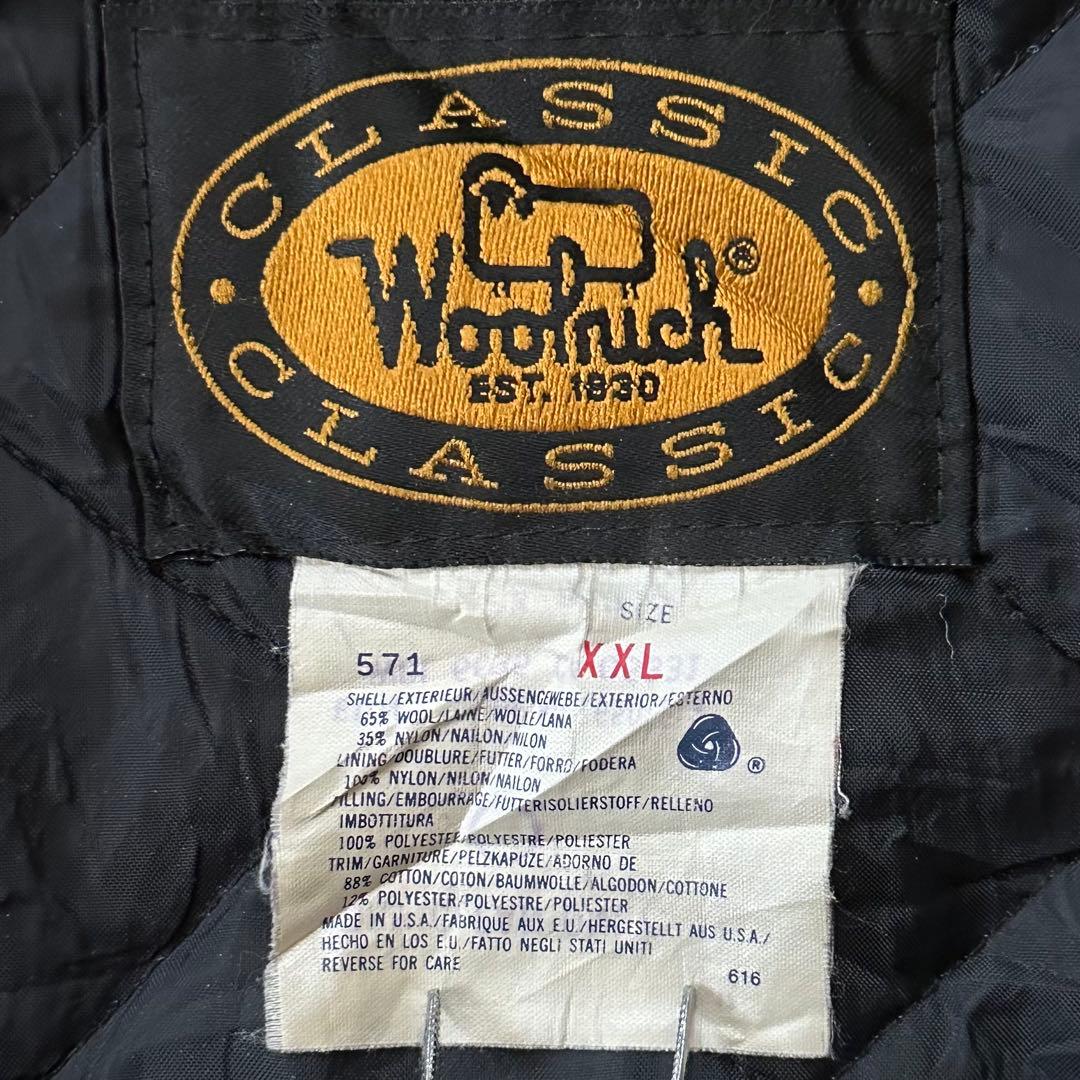 CLASSIC
Woolrich®
EST. 1830
CLASSIC
SIZE
571 XXL
SHELL/EXTERIEUR/AUSSENGEWEBE/EXTERIOR/ESTERNO
65% WOOL/LAINE/WOLLE/LANA
35% NYLON/NAILON/NILON
LINING/DOUBLURE/FUTTER/FORRO/FODERA
100% NYLON/NILON/NAILON
FILLING/EMBOURRAGE/FUTTERISOLIERSTOFF/RELLENO
IMBOTTITURA
100% POLYESTER/POLYESTRE/POLIESTER
TRIM/GARNITURE/PELZKAPUZE/ADORNO DE
88% COTTON/COTON/BAUMWOLLE/ALGODON/COTTONE
12% POLYESTER/POLYESTRE/POLIESTER
MADE IN U.S.A./FABRIQUE AUX E.U./HERGESTELLT AUS U.S.A./
HECHO EN LOS E.U./FATTO NEGLI STATI UNITI
REVERSE FOR CARE
616
®